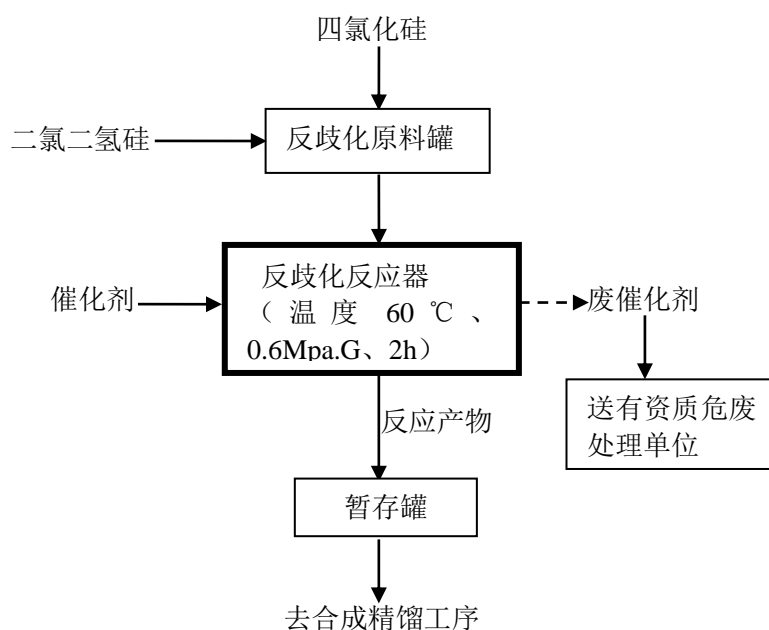 四氯化硅
二氯二氢硅
反歧化原料罐
催化剂
反歧化反应器
（温度 60℃、
0.6Mpa.G、2h）
废催化剂
送有资质危废
处理单位
反应产物
暂存罐
去合成精馏工序